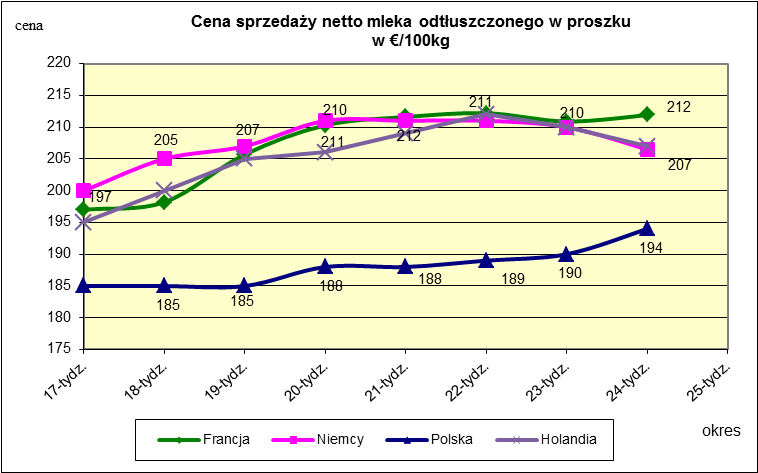 cena
Cena sprzedaży netto mleka odtłuszczonego w proszku
w €/100kg
220
215
210
205
200
195
190
185
180
175
197
205
207
210
211
212
211
210
212
207
185
185
188
188
189
190
194
17-tydz.
18-tydz.
19-tydz.
20-tydz.
21-tydz.
22-tydz.
23-tydz.
24-tydz.
25-tydz.
okres
Francja Niemcy Polska Holandia